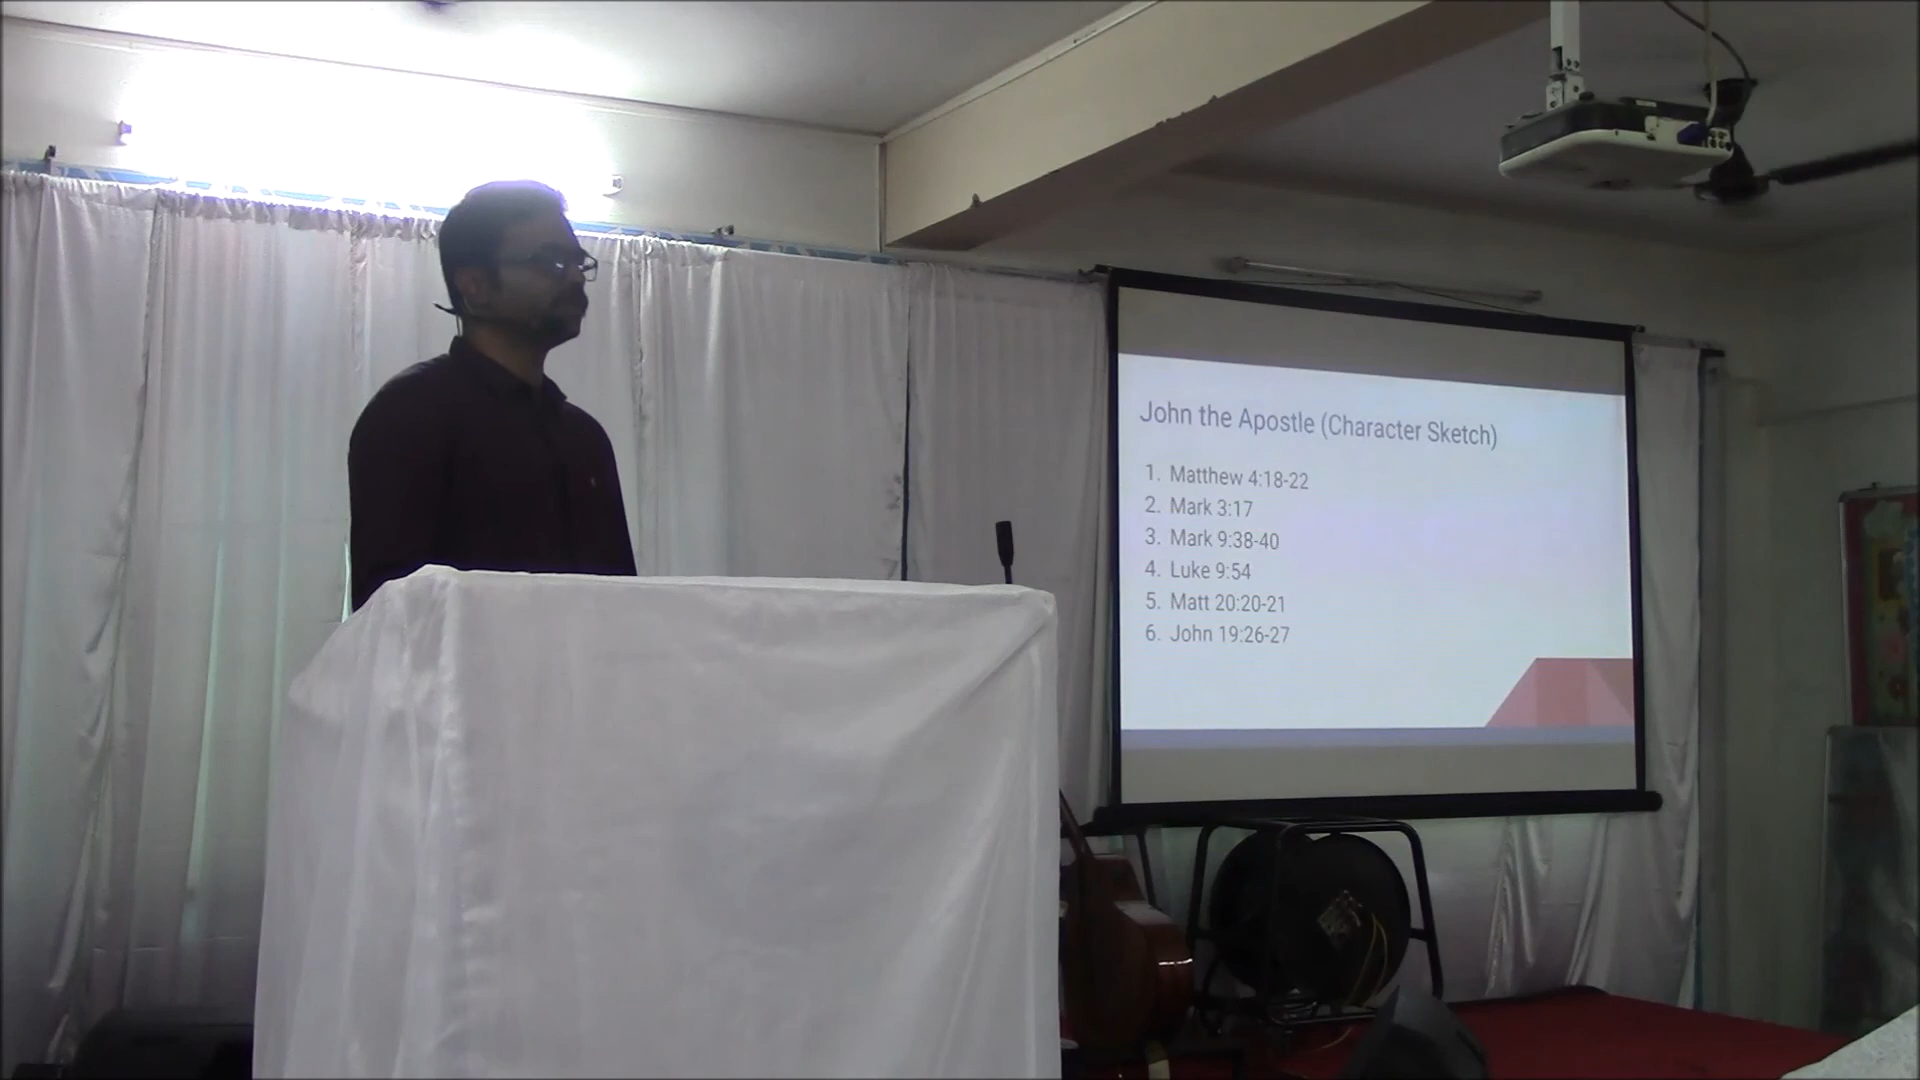 John the Apostle (Character Sketch)
1. Matthew 4:18-22
2. Mark 3:17
3. Mark 9:38-40
4. Luke 9:54
5. Matt 20:20-21
6. John 19:26-27